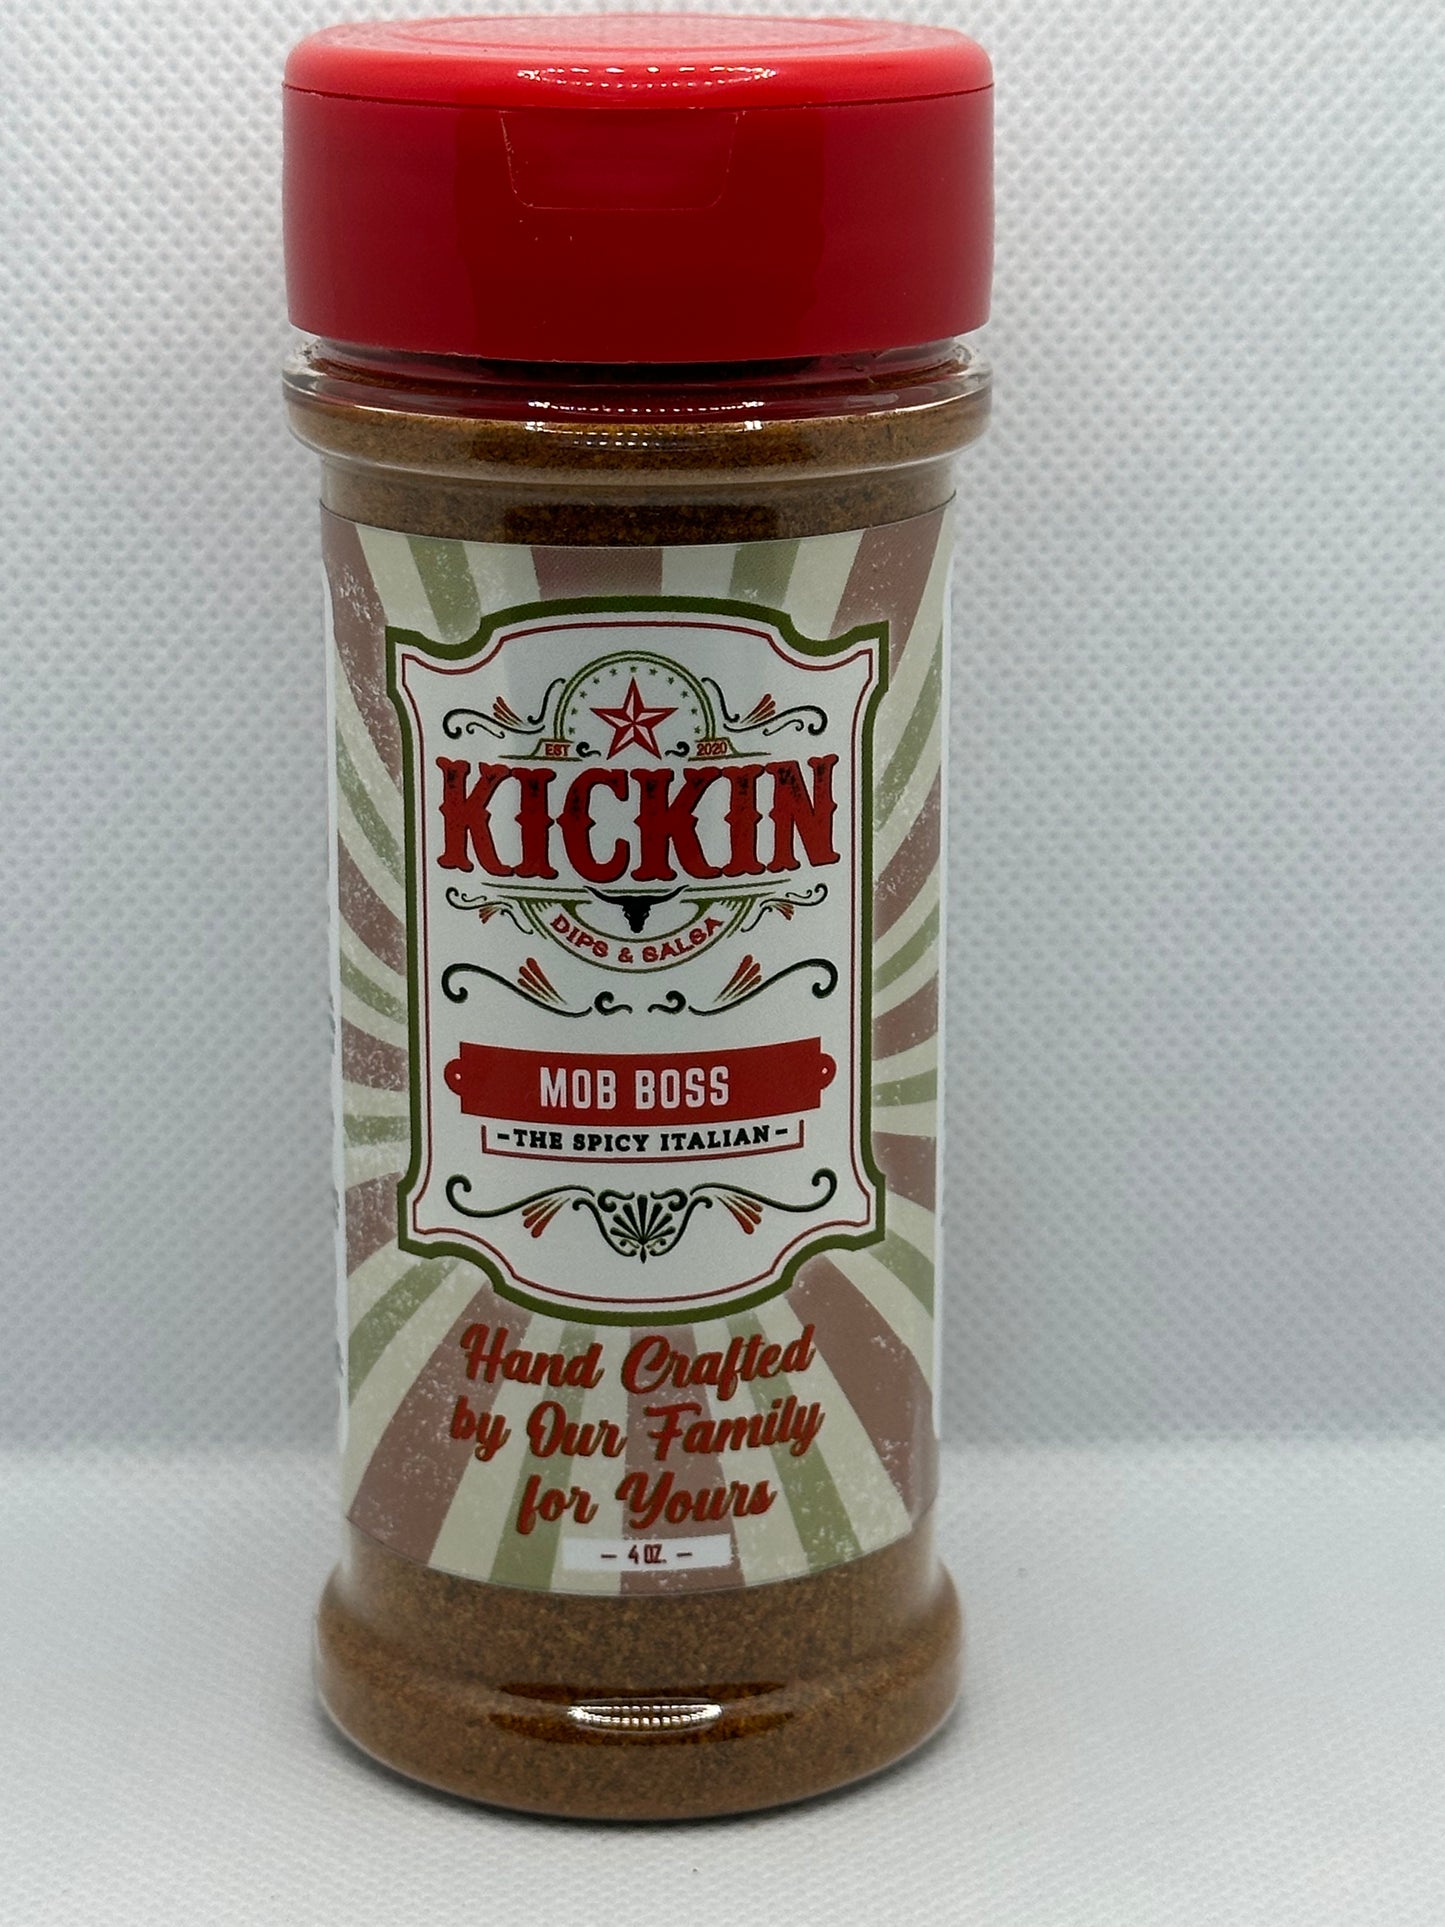 EST 2020
KICKIN
DIPS & SALSA
MOB BOSS
-THE SPICY ITALIAN-
Hand Crafted
by Our Family
for Yours
- 4 OZ. -